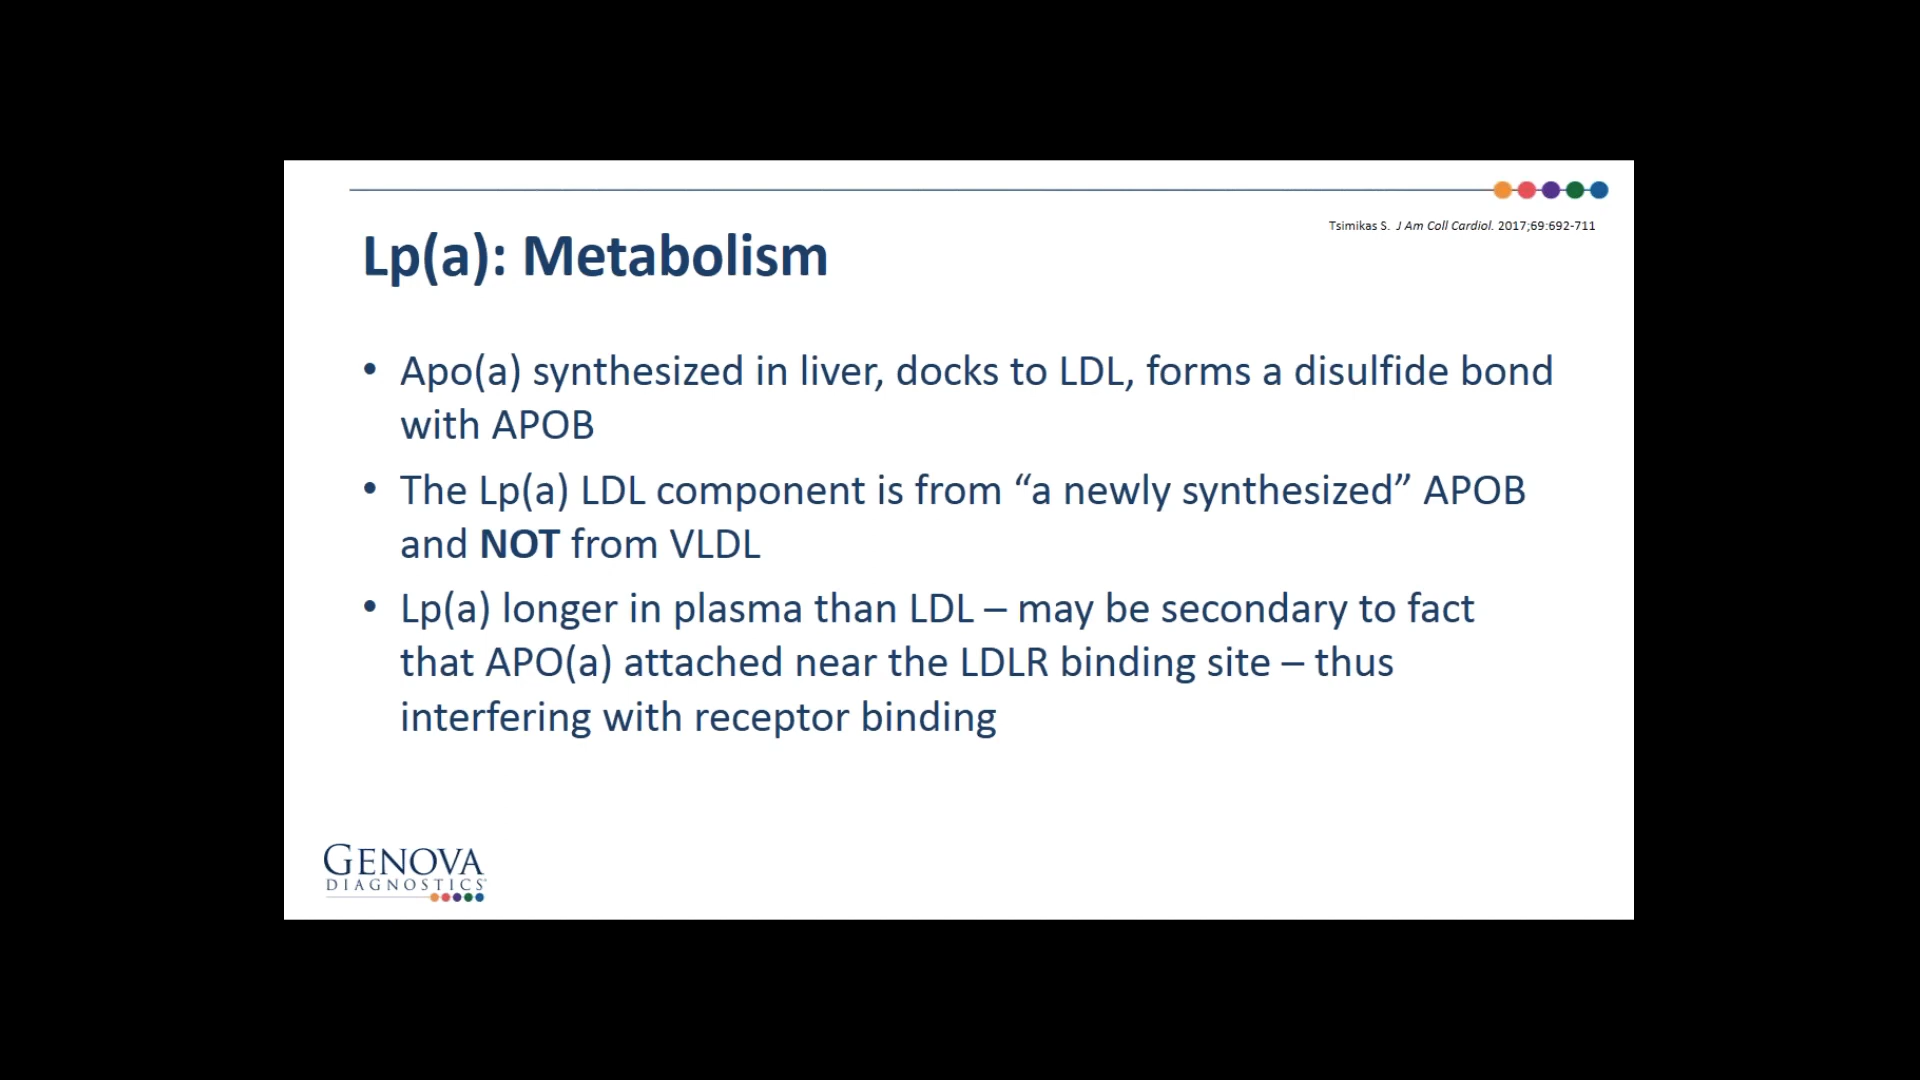 Tsimikas S. J Am Coll Cardiol. 2017;69:692-711
Lp(a): Metabolism
• Apo(a) synthesized in liver, docks to LDL, forms a disulfide bond
with APOB
• The Lp(a) LDL component is from “a newly synthesized” APOB
and NOT from VLDL
• Lp(a) longer in plasma than LDL – may be secondary to fact
that APO(a) attached near the LDLR binding site – thus
interfering with receptor binding
GENOVA
DIAGNOSTICS